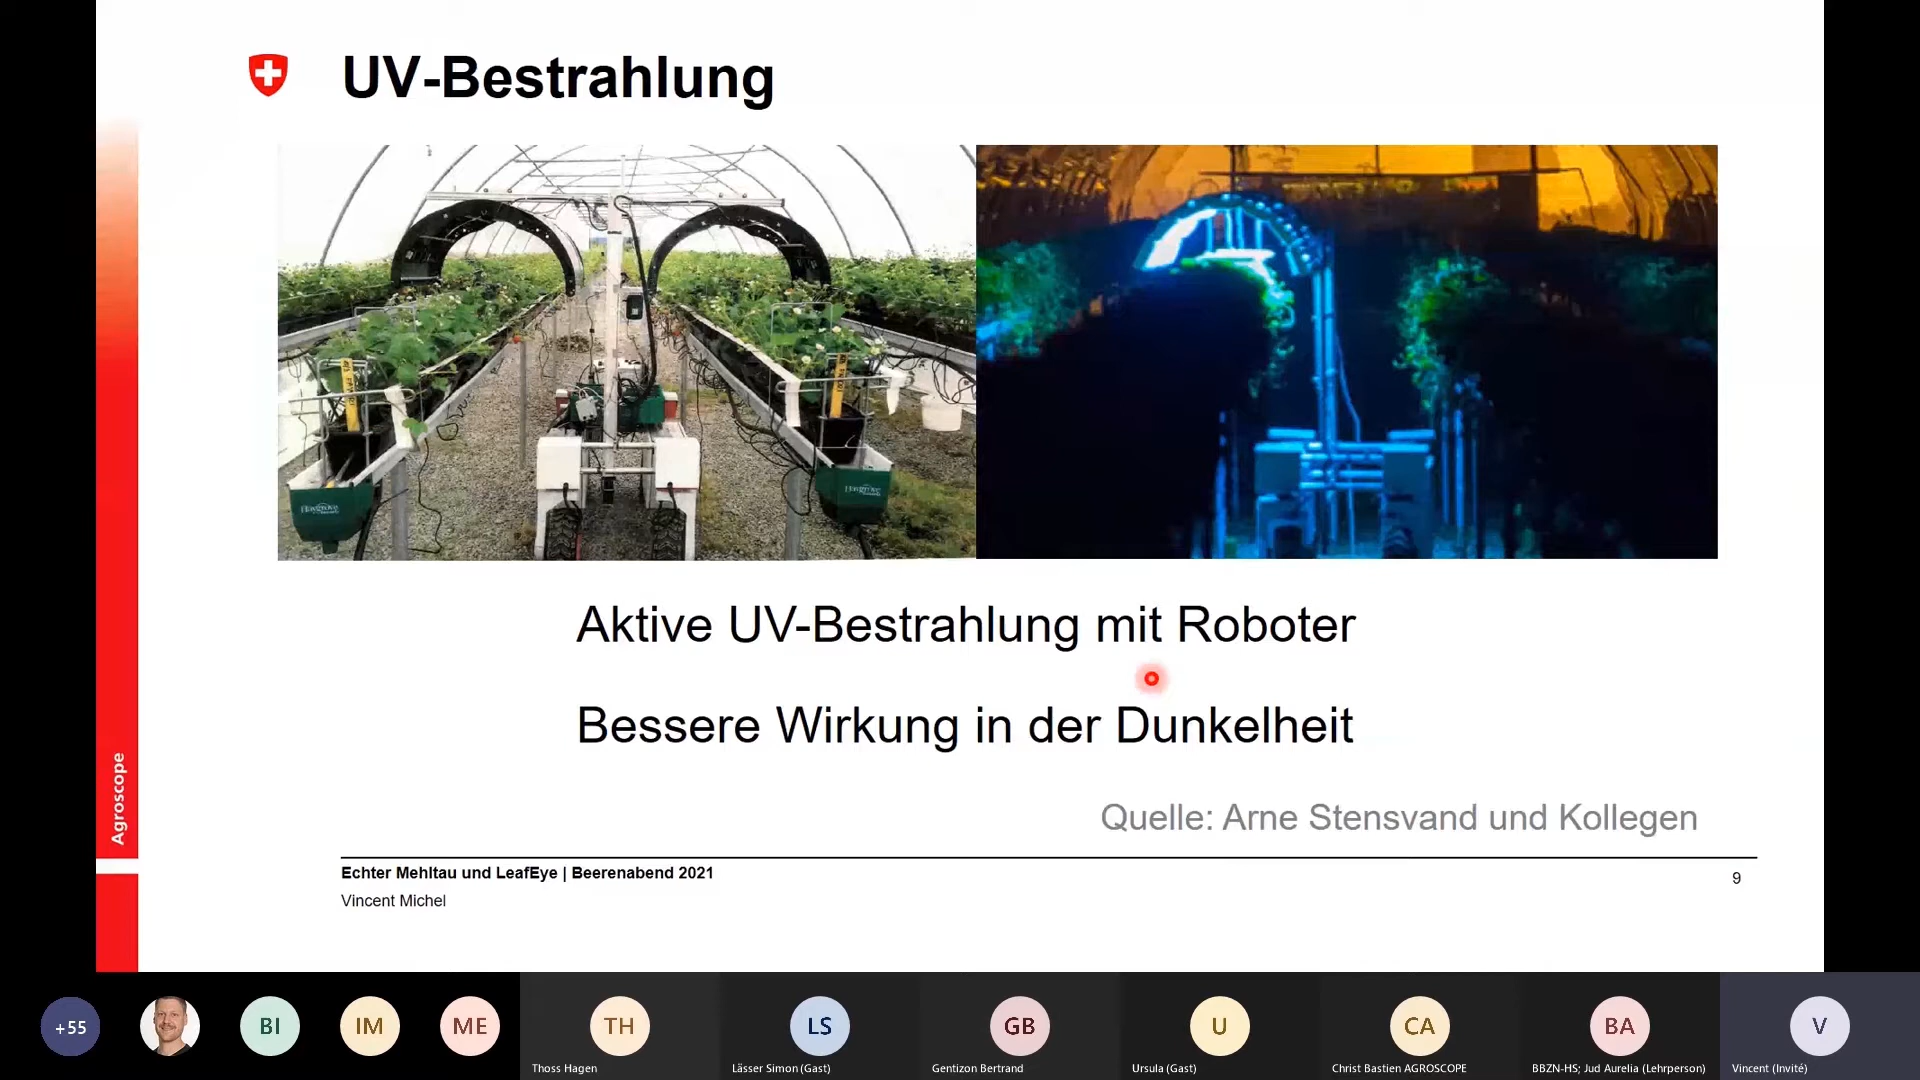 UV-Bestrahlung
Haygrove
Haygrove
Aktive UV-Bestrahlung mit Roboter
Bessere Wirkung in der Dunkelheit
Quelle: Arne Stensvand und Kollegen
Agroscope
Echter Mehltau und LeafEye | Beerenabend 2021
9
Vincent Michel
+55
BI
IM
ME
TH
LS
GB
U
CA
BA
V
Thoss Hagen
Lässer Simon (Gast)
Gentizon Bertrand
Ursula (Gast)
Christ Bastien AGROSCOPE
BBZN-HS; Jud Aurelia (Lehrperson)
Vincent (Invité)